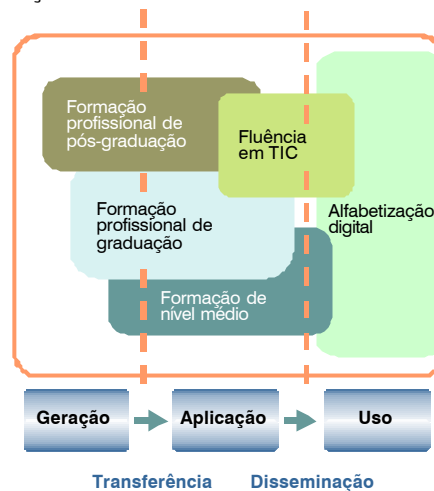 Formação
profissional de
pós-graduação
Fluência
em TIC
Formação
profissional de
graduação
Alfabetização
digital
Formação de
nível médio
Geração
Aplicação
Uso
Transferência
Disseminação